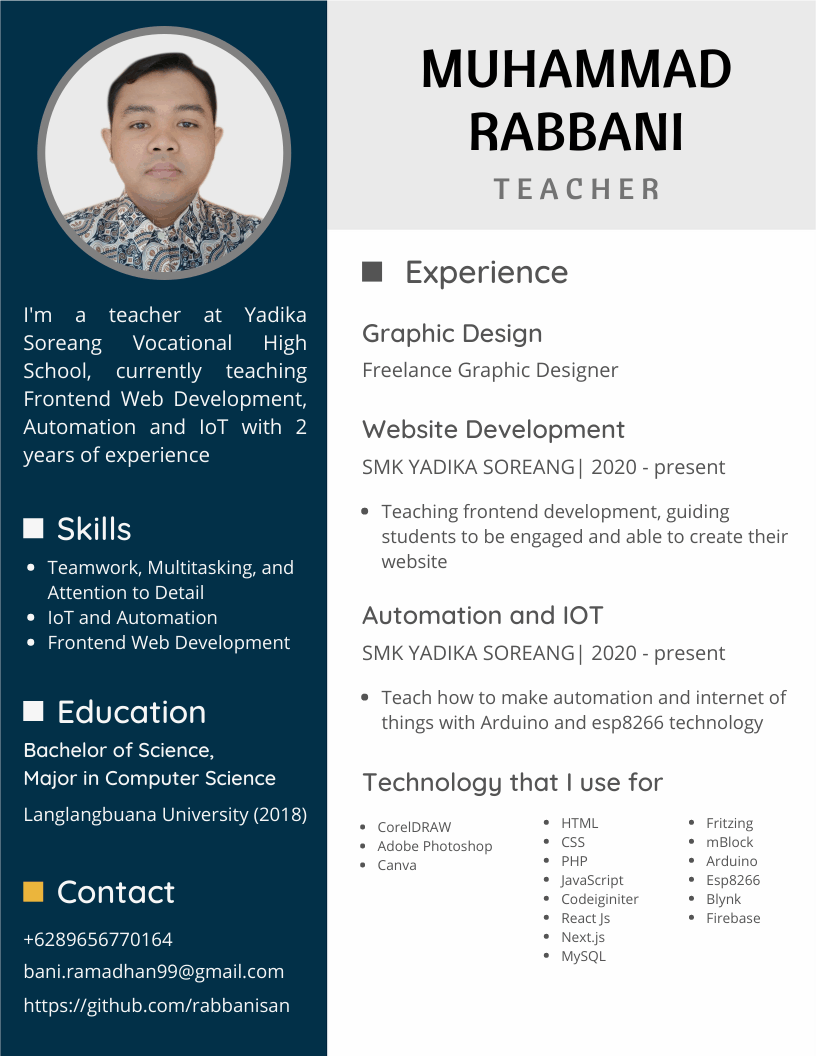 MUHAMMAD
RABBANI
TEACHER
I'm a teacher at Yadika
Soreang Vocational High
School, currently teaching
Frontend Web Development,
Automation and IoT with 2
years of experience
Skills
Teamwork, Multitasking, and
Attention to Detail
IoT and Automation
Frontend Web Development
Education
Bachelor of Science,
Major in Computer Science
Langlangbuana University (2018)
Contact
+6289656770164
bani.ramadhan99@gmail.com
https://github.com/rabbanisan
Experience
Graphic Design
Freelance Graphic Designer
Website Development
SMK YADIKA SOREANG| 2020 - present
Teaching frontend development, guiding
students to be engaged and able to create their
website
Automation and IOT
SMK YADIKA SOREANG| 2020 - present
Teach how to make automation and internet of
things with Arduino and esp8266 technology
Technology that I use for
CorelDRAW
Adobe Photoshop
Canva
HTML
CSS
PHP
JavaScript
Codeiginiter
React Js
Next.js
MySQL
Fritzing
mBlock
Arduino
Esp8266
Blynk
Firebase